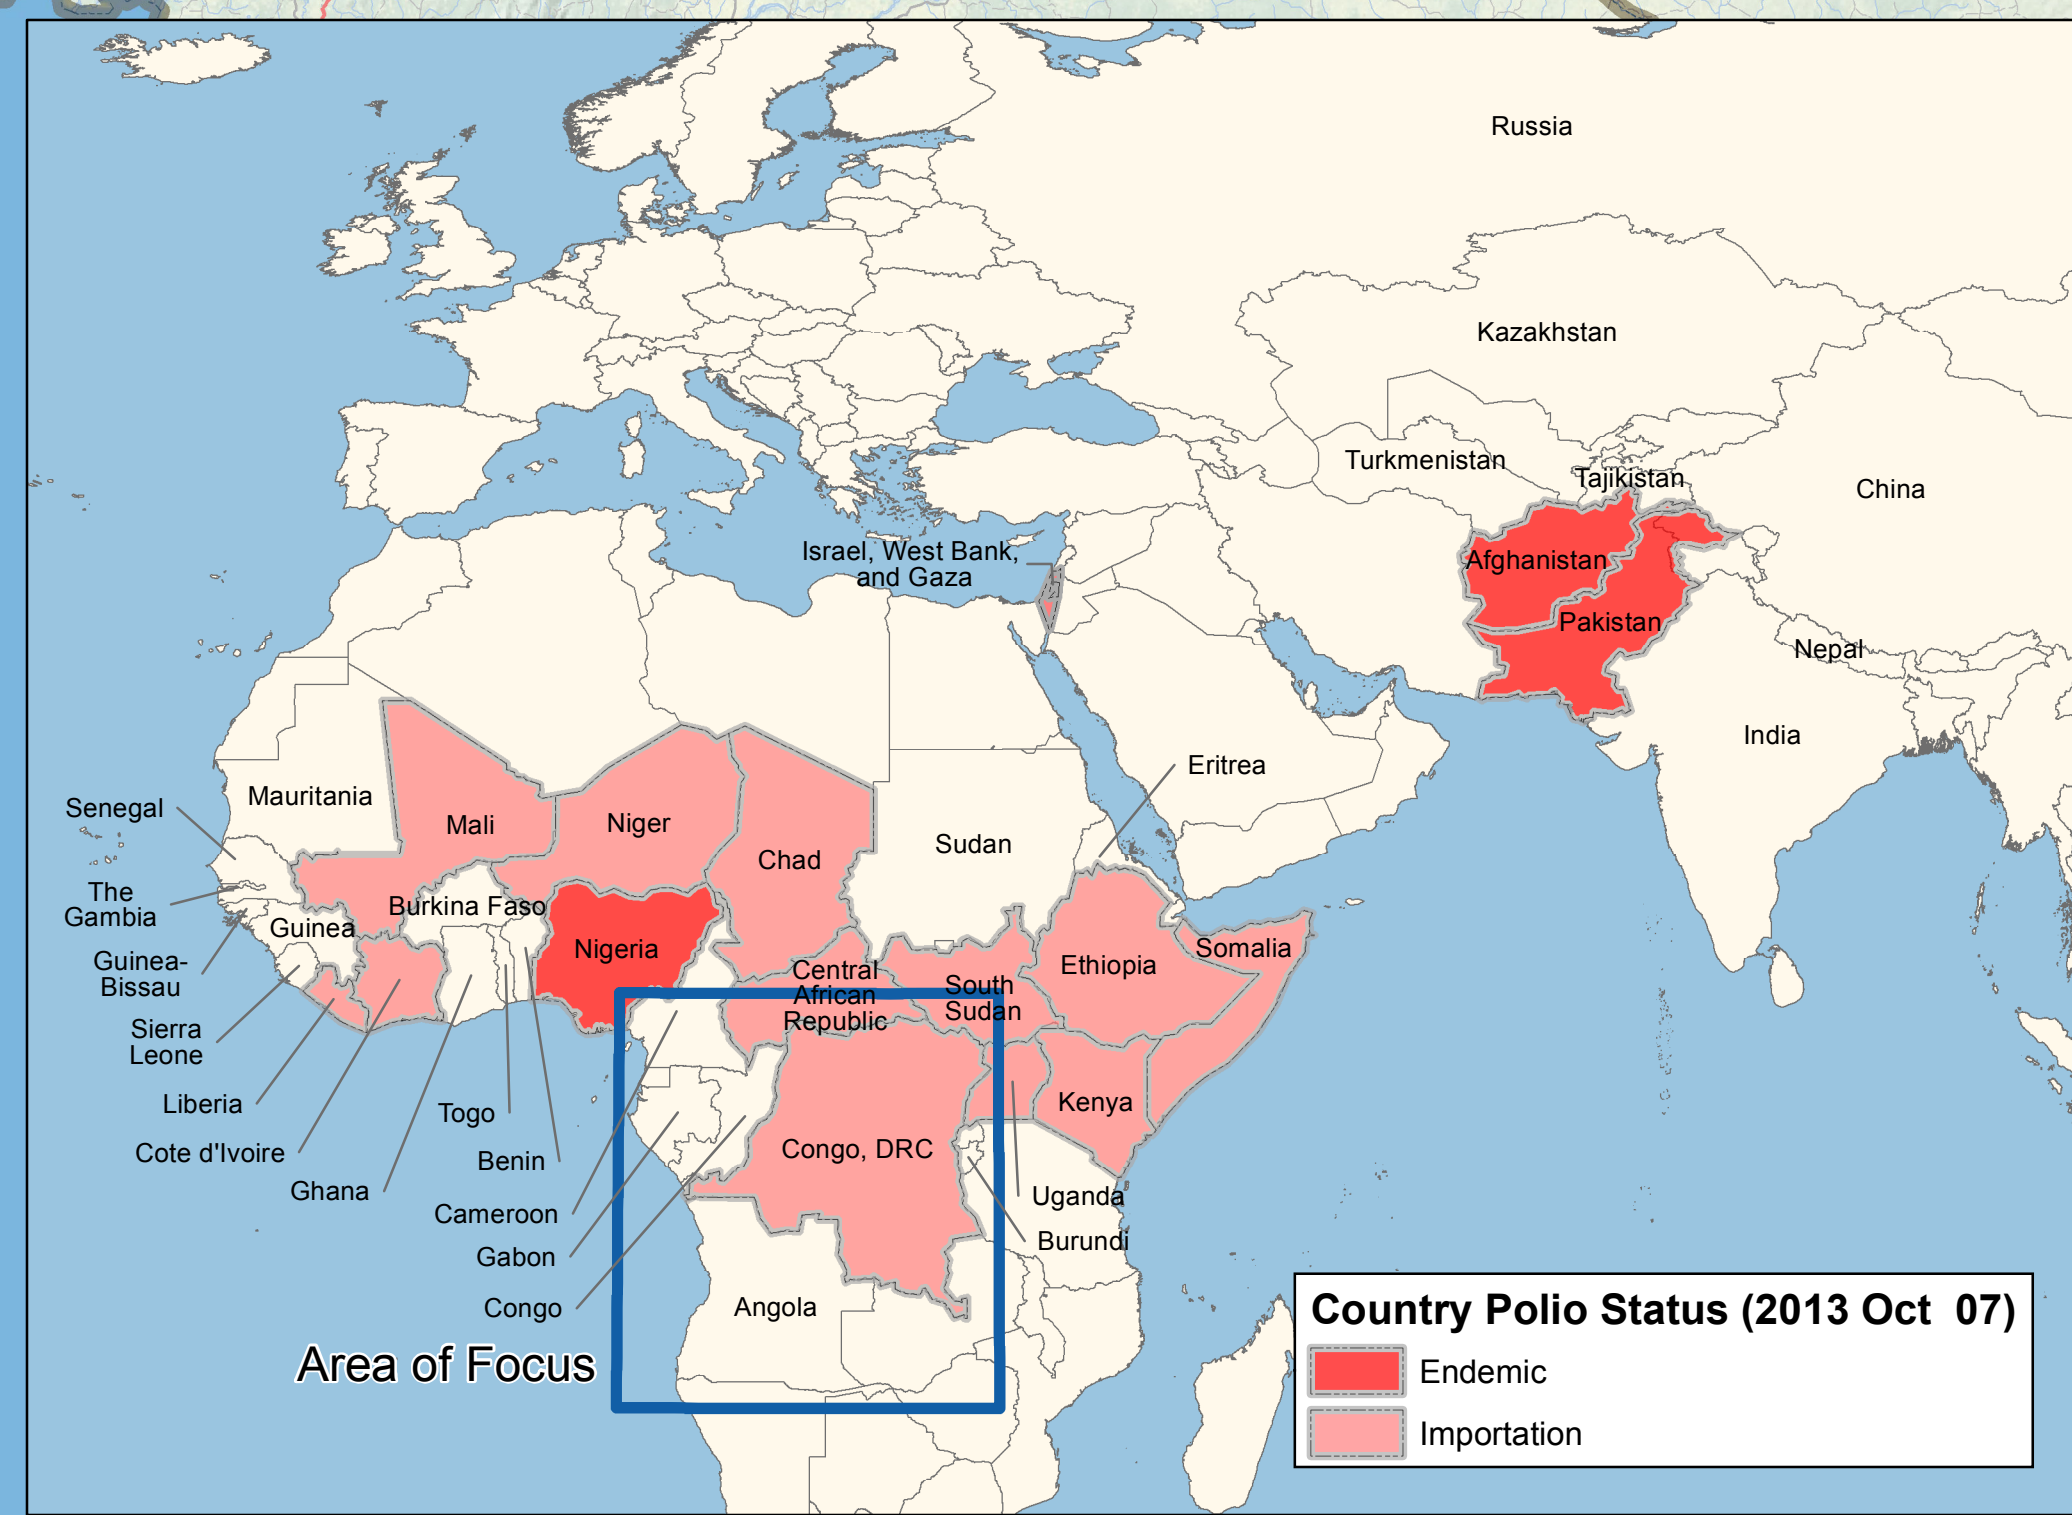 Russia
Kazakhstan
Turkmenistan
Tajikistan
China
Israel, West Bank,
and Gaza
Afghanistan
Pakistan
Nepal
India
Eritrea
Mauritania
Senegal
Mali
Niger
Chad
Sudan
The
Gambia
Burkina Faso
Guinea
Nigeria
Ethiopia
Somalia
Guinea-
Bissau
Central
African
Republic
South
Sudan
Sierra
Leone
Liberia
Togo
Kenya
Cote d'Ivoire
Benin
Congo, DRC
Ghana
Uganda
Cameroon
Burundi
Gabon
Congo
Angola
Area of Focus
Country Polio Status (2013 Oct  07)
Endemic
Importation